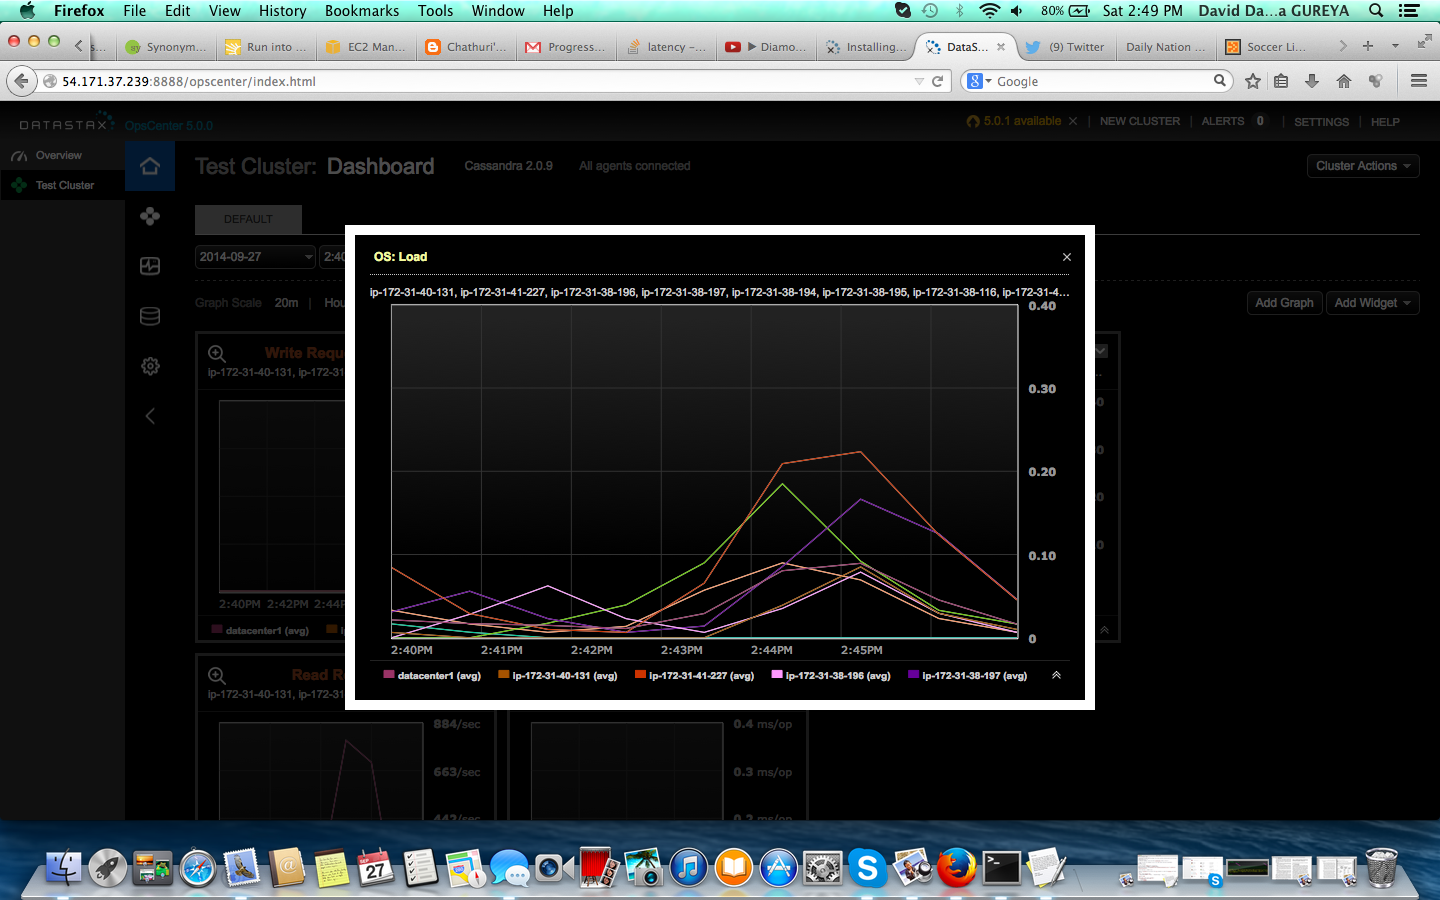 Firefox File Edit View History Bookmarks Tools Window Help 80% Sat 2:49 PM David Da...a GUREYA
s... Synonym... Run into ... EC2 Man... Chathuri'... Progress... latency -... ▶ Diamo... Installing... DataS... (9) Twitter Daily Nation ... Soccer Li...
54.171.37.239:8888/opscenter/index.html Google
DATASTAX OpsCenter 5.0.0 5.0.1 available NEW CLUSTER ALERTS 0 SETTINGS HELP
Overview
Test Cluster
Test Cluster: Dashboard Cassandra 2.0.9 All agents connected Cluster Actions
DEFAULT
2014-09-27 2:40
Graph Scale 20m Hou Add Graph Add Widget
OS: Load
ip-172-31-40-131, ip-172-31-41-227, ip-172-31-38-196, ip-172-31-38-197, ip-172-31-38-194, ip-172-31-38-195, ip-172-31-38-116, ip-172-31-4...
0.40
0.30
0.20
0.10
0
2:40PM 2:41PM 2:42PM 2:43PM 2:44PM 2:45PM
datacenter1 (avg) ip-172-31-40-131 (avg) ip-172-31-41-227 (avg) ip-172-31-38-196 (avg) ip-172-31-38-197 (avg)
Write Requ
ip-172-31-40-131, ip-172-31
2:40PM 2:42PM 2:44
datacenter1 (avg)
Read R
ip-172-31-40-131, ip-172-31
884/sec
663/sec
442/sec
0.4 ms/op
0.3 ms/op
0.2 ms/op
SEP
27